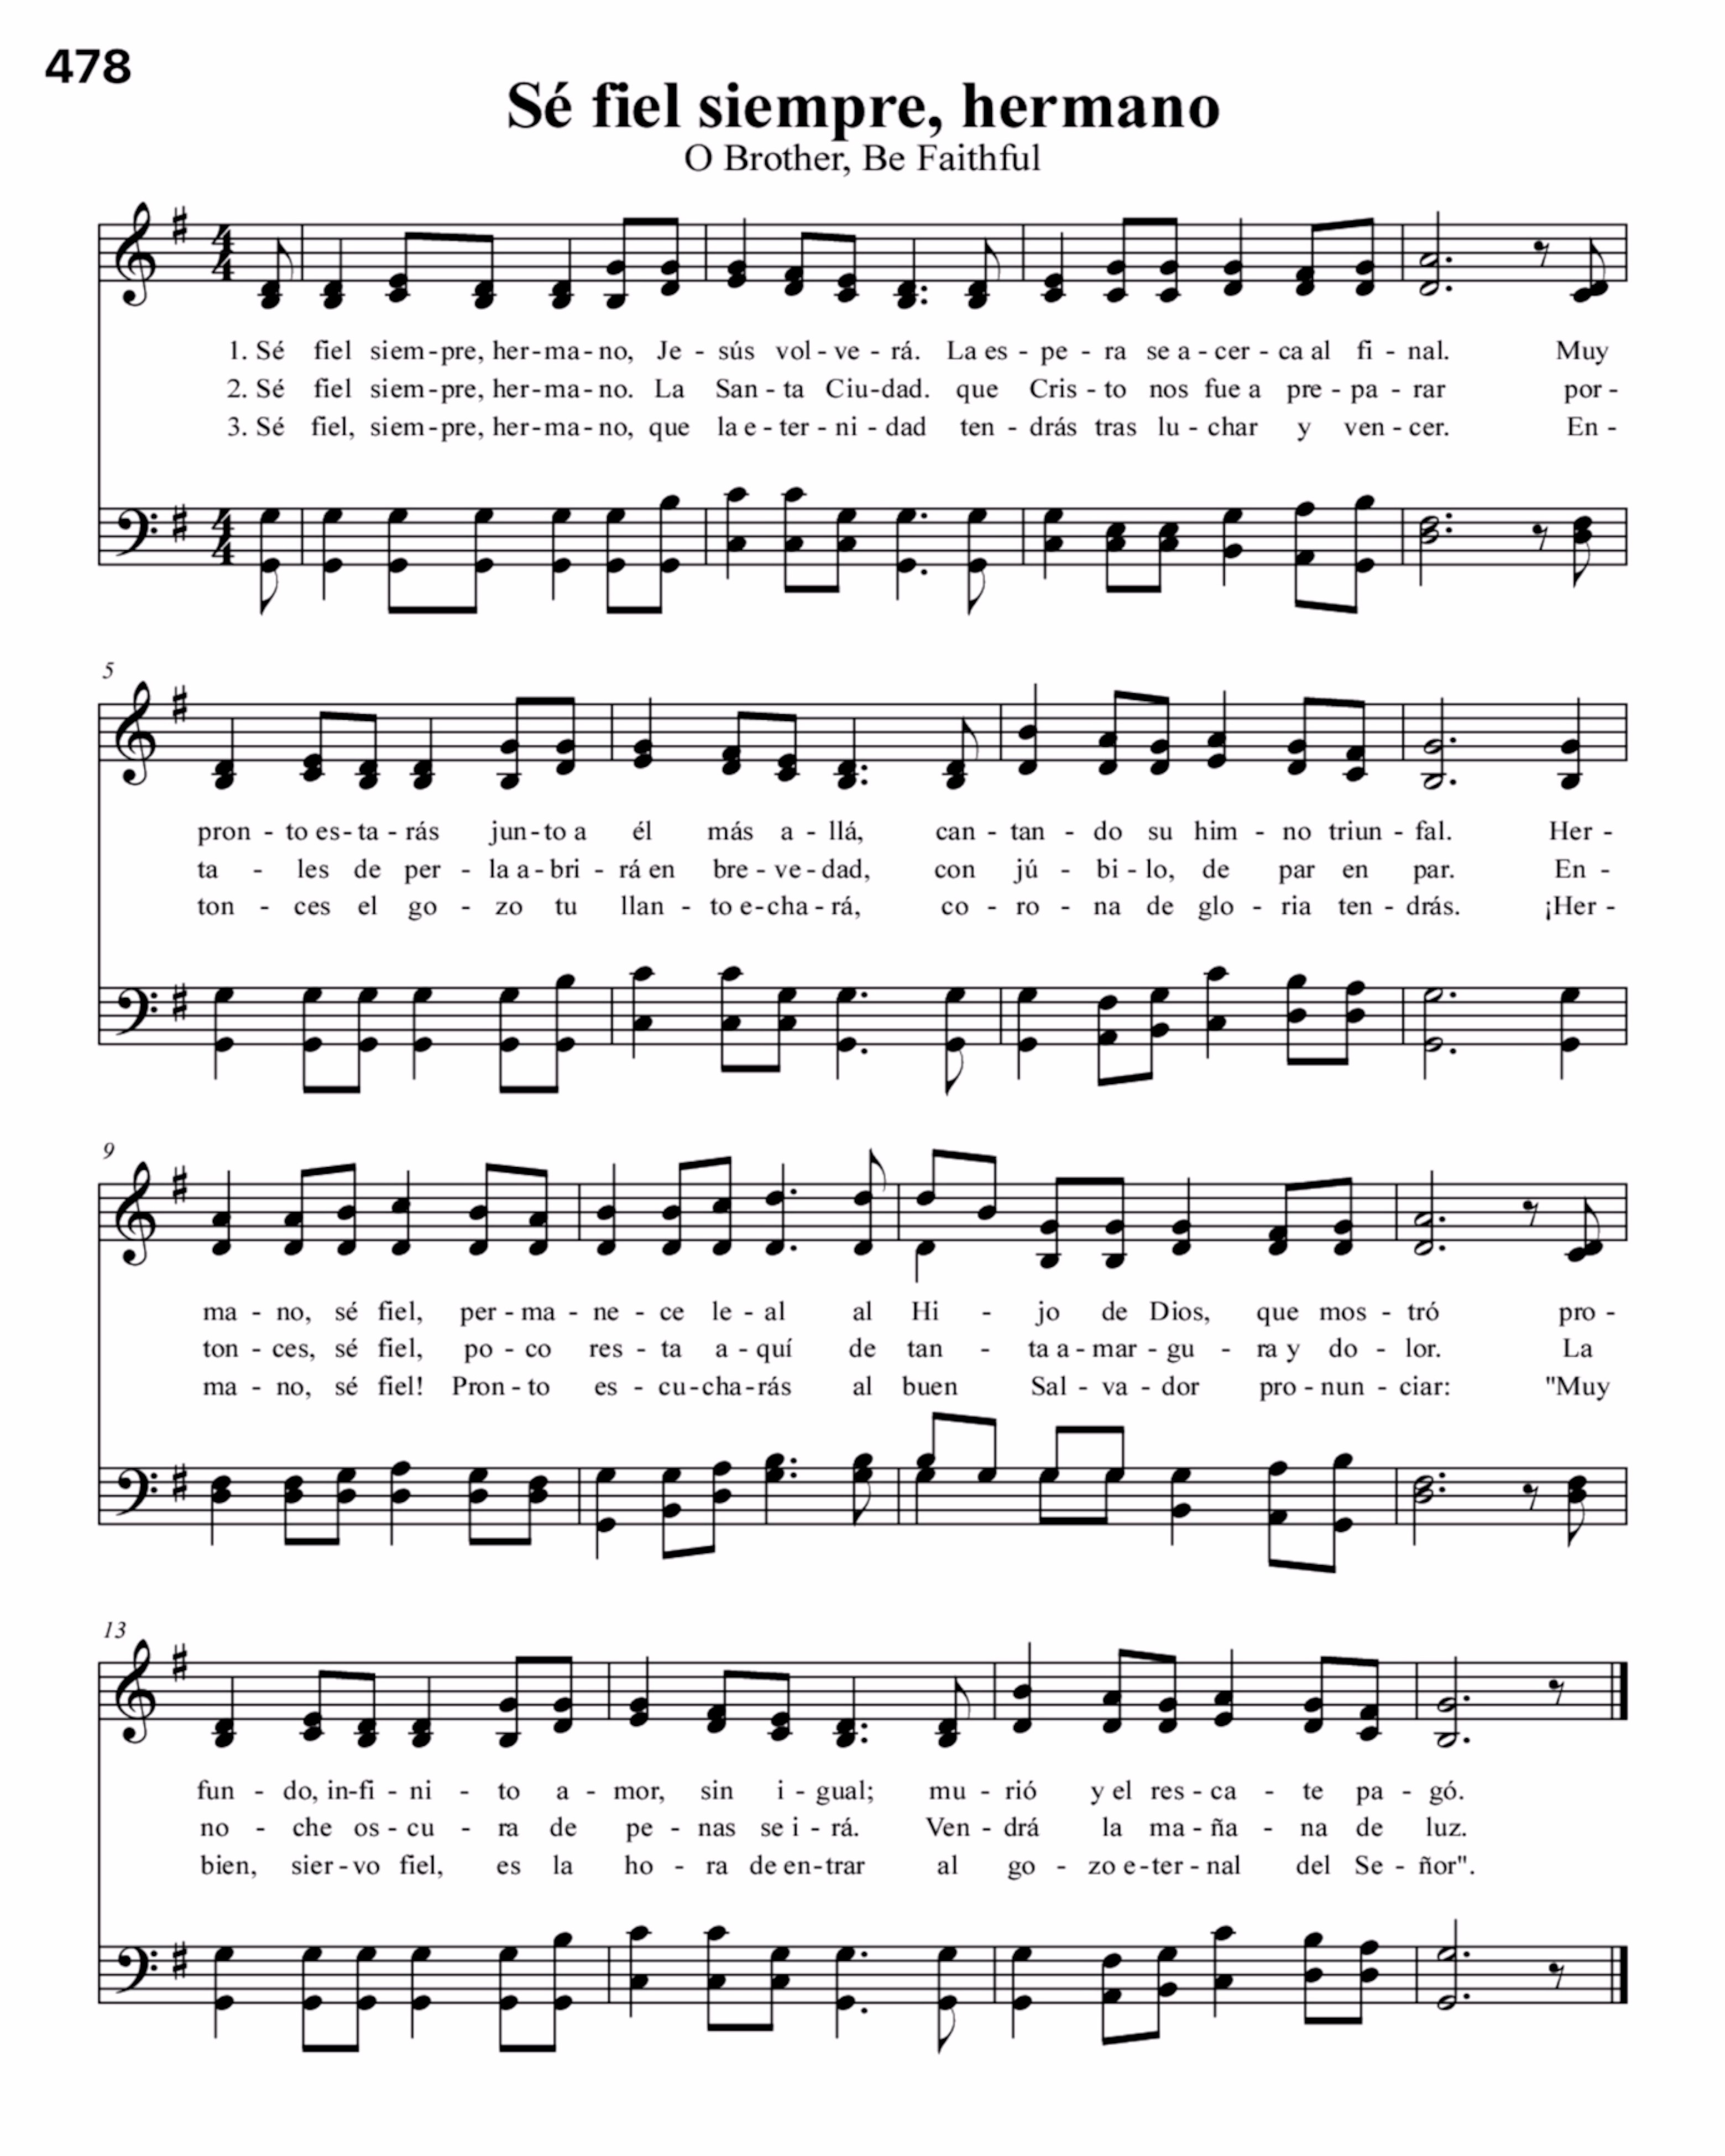 478
Sé fiel siempre, hermano
O Brother, Be Faithful
4
4
1. Sé fiel siem-pre, her-ma-no, Je - sús vol - ve - rá. La es - pe - ra se a - cer - ca al fi - nal. Muy
2. Sé fiel siem-pre, her-ma-no. La San - ta Ciu-dad. que Cris - to nos fue a pre - pa - rar por -
3. Sé fiel, siem-pre, her-ma-no, que la e - ter - ni - dad ten - drás tras lu - char y ven - cer. En -
4
4
5
pron - to es - ta - rás jun-to a él más a - llá, can - tan - do su him - no triun - fal. Her -
ta - les de per - la a - bri - rá en bre - ve - dad, con jú - bi - lo, de par en par. En -
ton - ces el go - zo tu llan - to e-cha - rá, co - ro - na de glo - ria ten - drás. ¡Her -
9
ma - no, sé fiel, per - ma - ne - ce le - al al Hi - jo de Dios, que mos - tró pro -
ton - ces, sé fiel, po - co res - ta a - quí de tan - ta a - mar - gu - ra y do - lor. La
ma - no, sé fiel! Pron - to es - cu-cha-rás al buen Sal - va - dor pro - nun - ciar: "Muy
13
fun - do, in-fi - ni - to a - mor, sin i - gual; mu - rió y el res - ca - te pa - gó.
no - che os - cu - ra de pe - nas se i - rá. Ven - drá la ma - ña - na de luz.
bien, sier - vo fiel, es la ho - ra de en-trar al go - zo e-ter - nal del Se - ñor".